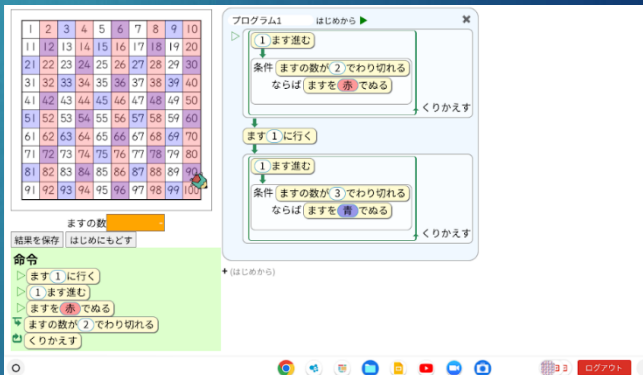 1 2 3 4 5 6 7 8 9 10
11 12 13 14 15 16 17 18 19 20
21 22 23 24 25 26 27 28 29 30
31 32 33 34 35 36 37 38 39 40
41 42 43 44 45 46 47 48 49 50
51 52 53 54 55 56 57 58 59 60
61 62 63 64 65 66 67 68 69 70
71 72 73 74 75 76 77 78 79 80
81 82 83 84 85 86 87 88 89 90
91 92 93 94 95 96 97 98 99 100
ますの数
結果を保存 はじめにもどす
命令
ます1に行く
1ます進む
ますを赤でぬる
ますの数が2でわり切れる
くりかえす
プログラム1 はじめから
1ます進む
条件 ますの数が2でわり切れる
ならば ますを赤でぬる
くりかえす
ます1に行く
1ます進む
条件 ますの数が3でわり切れる
ならば ますを青でぬる
くりかえす
+ (はじめから)
ログアウト